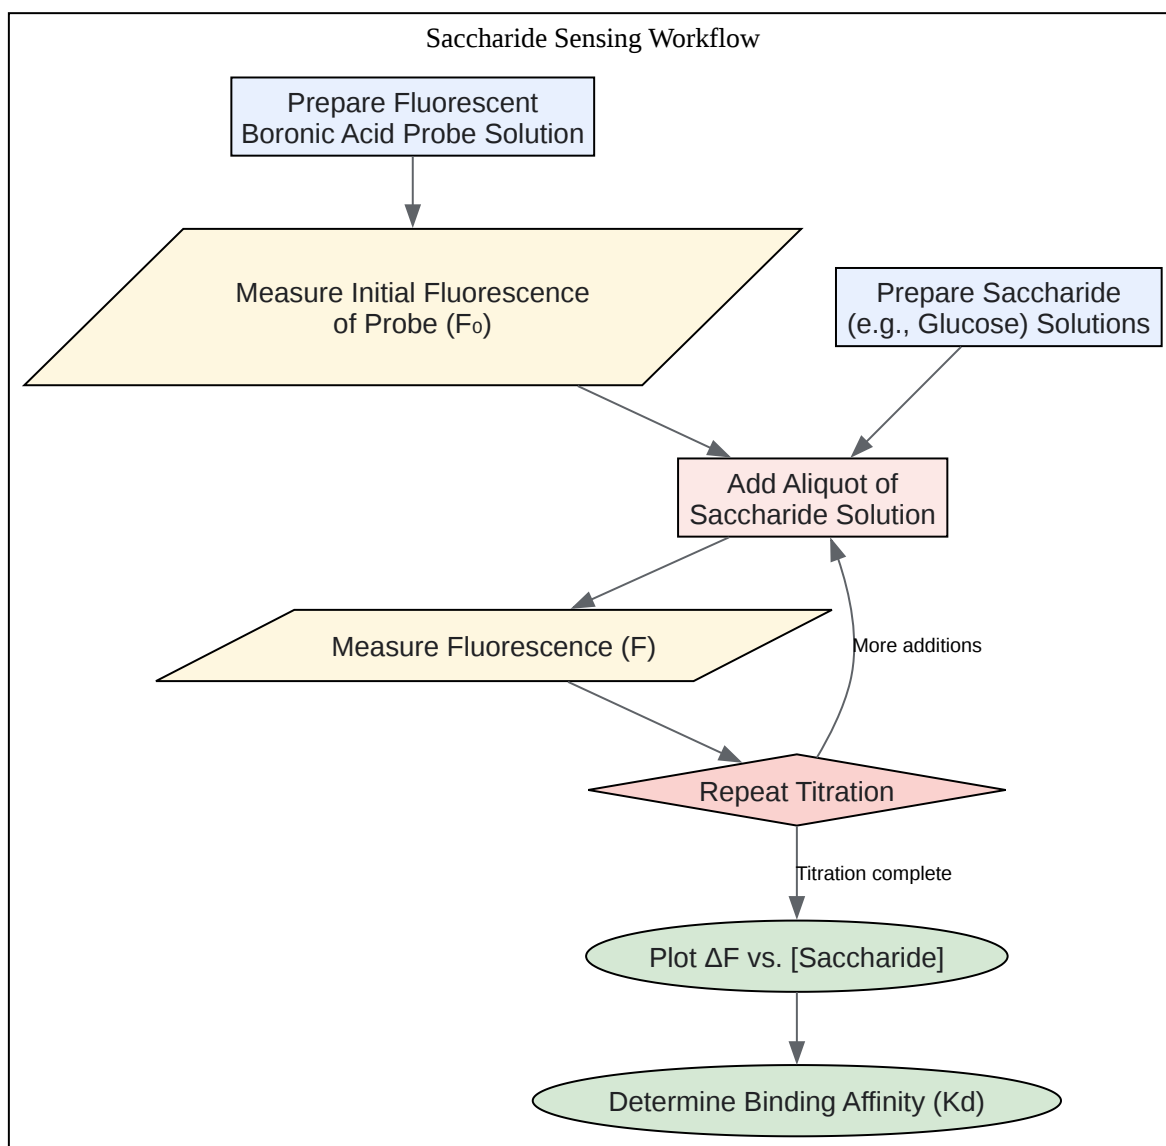 Saccharide Sensing Workflow
Prepare Fluorescent
Boronic Acid Probe Solution
Measure Initial Fluorescence
of Probe (F₀)
Prepare Saccharide
(e.g., Glucose) Solutions
Add Aliquot of
Saccharide Solution
Measure Fluorescence (F)
More additions
Repeat Titration
Titration complete
Plot ΔF vs. [Saccharide]
Determine Binding Affinity (Kd)